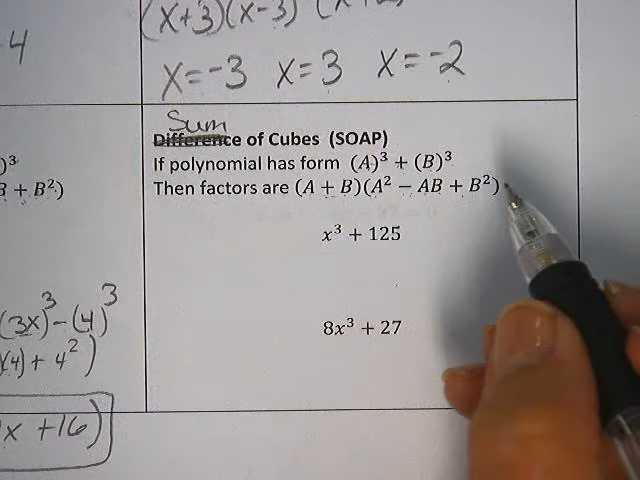 (x+3)(x-3)
-4
x=-3 x=3 x=-2
Sum
Difference of Cubes (SOAP)
If polynomial has form (A)³ + (B)³
Then factors are (A + B)(A² − AB + B²)
x³ + 125
8x³ + 27
)³
B + B²)
(3x)³-(4)³
(4)+4²)
x +16)